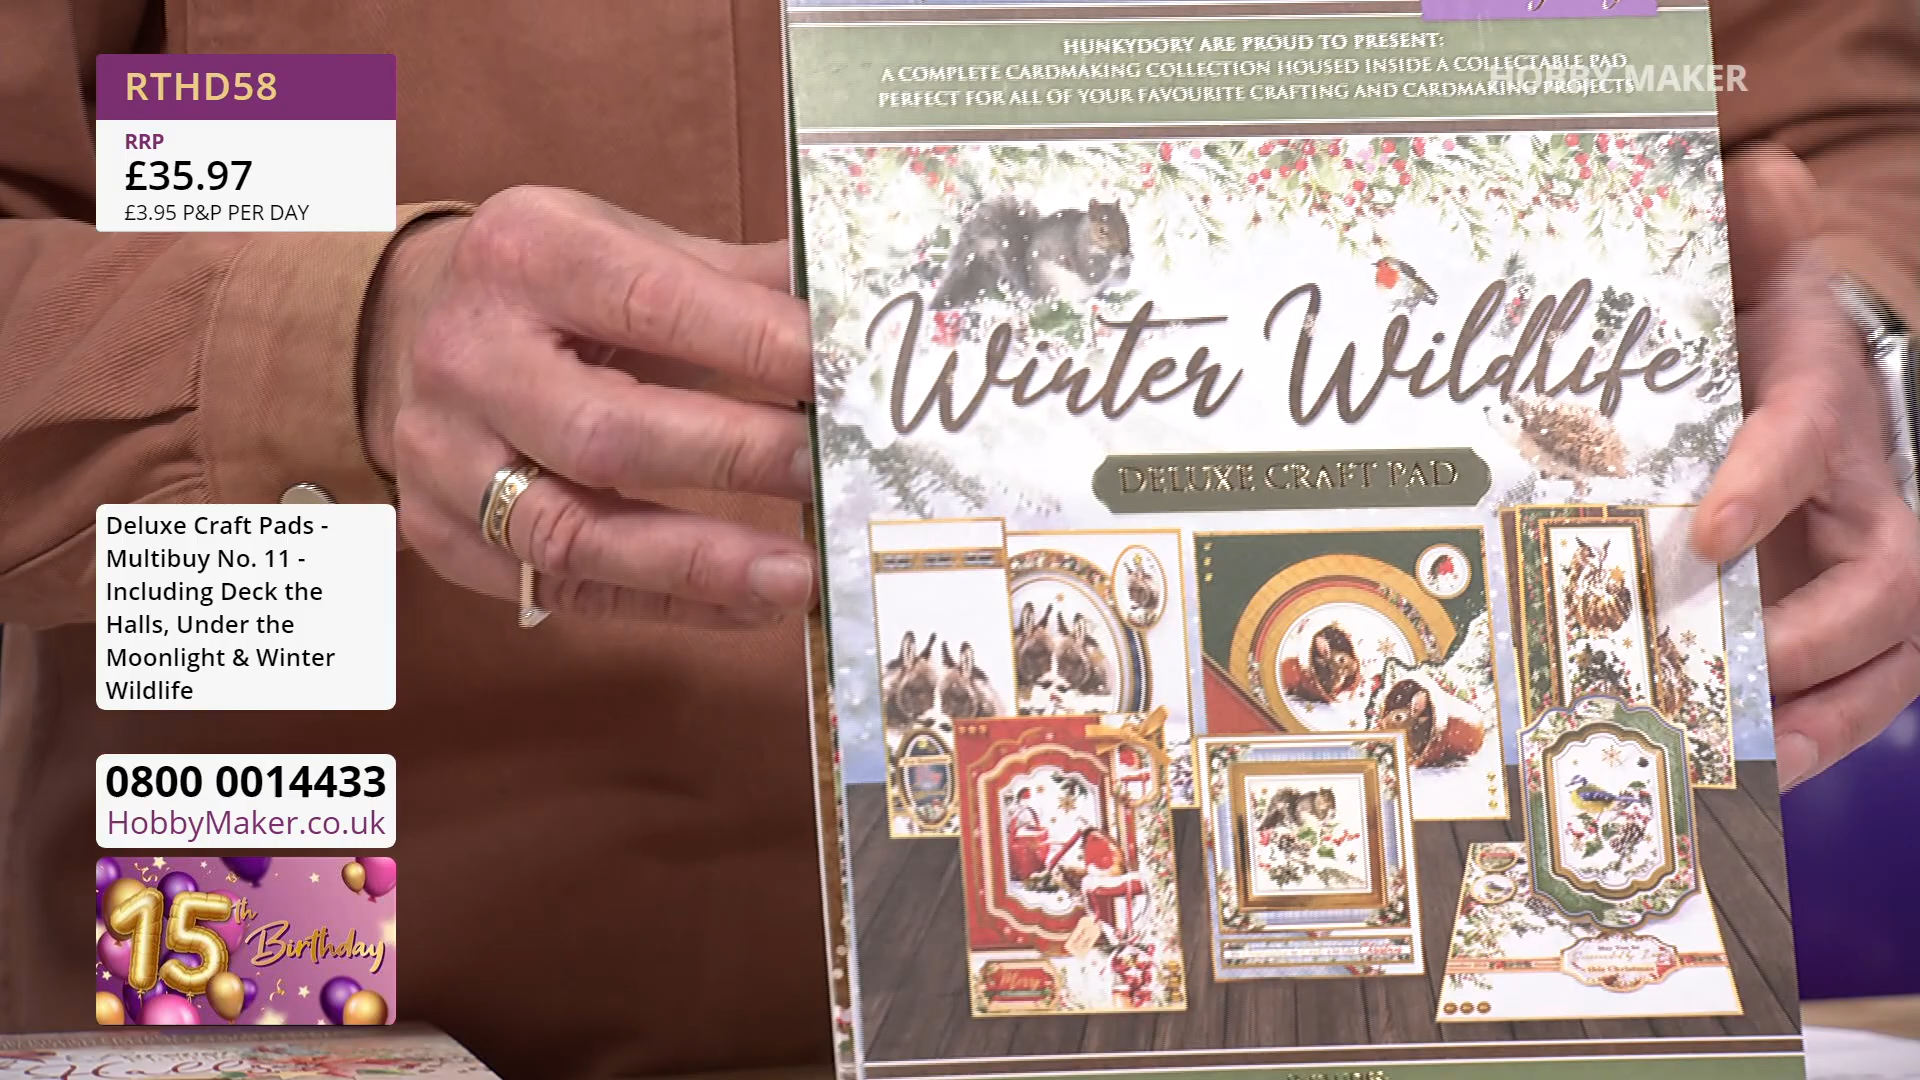 RTHD58
RRP
£35.97
£3.95 P&P PER DAY
Deluxe Craft Pads -
Multibuy No. 11 -
Including Deck the
Halls, Under the
Moonlight & Winter
Wildlife
0800 0014433
HobbyMaker.co.uk
15th
Birthday
HOBBY MAKER
HUNKYDORY ARE PROUD TO PRESENT:
A COMPLETE CARDMAKING COLLECTION HOUSED INSIDE A COLLECTABLE PAD
PERFECT FOR ALL OF YOUR FAVOURITE CRAFTING AND CARDMAKING PROJECTS
Winter Wildlife
DELUXE CRAFT PAD